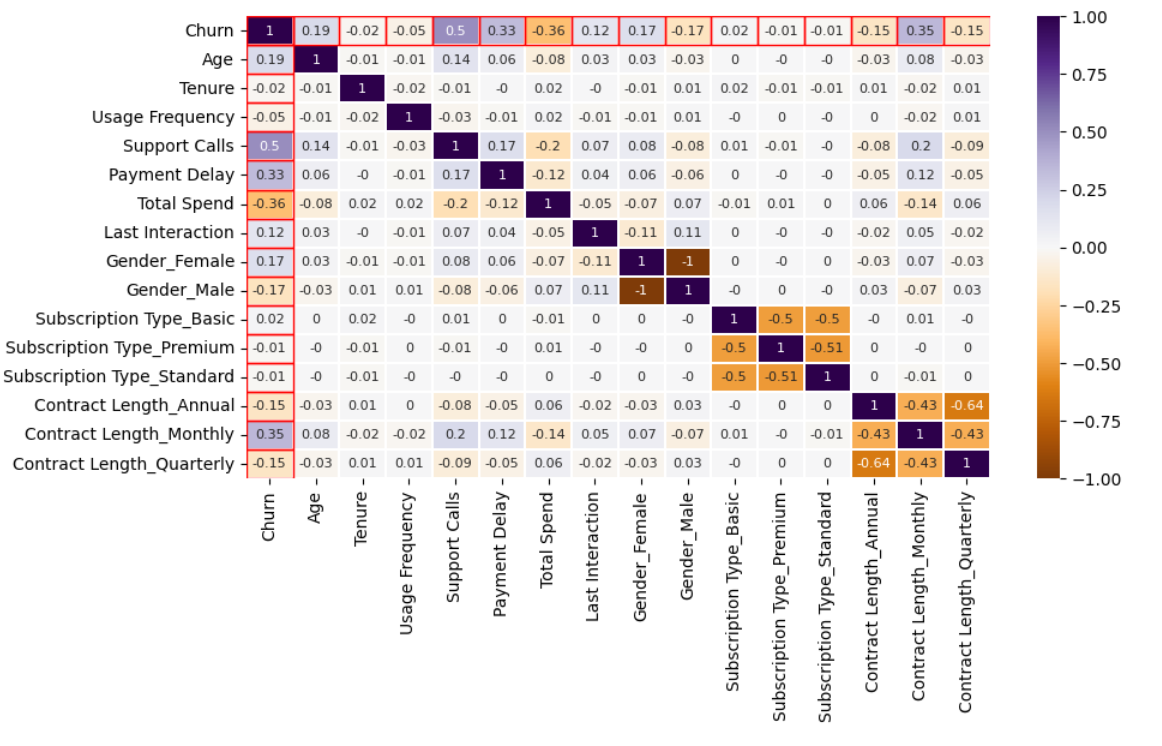 Churn 1 0.19 -0.02 -0.05 0.5 0.33 -0.36 0.12 0.17 -0.17 0.02 -0.01 -0.01 -0.15 0.35 -0.15
Age 0.19 1 -0.01 -0.01 0.14 0.06 -0.08 0.03 0.03 -0.03 0 -0 -0 -0.03 0.08 -0.03
Tenure -0.02 -0.01 1 -0.02 -0.01 -0 0.02 -0 -0.01 0.01 0.02 -0.01 -0.01 0.01 -0.02 0.01
Usage Frequency -0.05 -0.01 -0.02 1 -0.03 -0.01 0.02 -0.01 -0.01 0.01 -0 0 -0 0 -0.02 0.01
Support Calls 0.5 0.14 -0.01 -0.03 1 0.17 -0.2 0.07 0.08 -0.08 0.01 -0.01 -0 -0.08 0.2 -0.09
Payment Delay 0.33 0.06 -0 -0.01 0.17 1 -0.12 0.04 0.06 -0.06 0 -0 -0 -0.05 0.12 -0.05
Total Spend -0.36 -0.08 0.02 0.02 -0.2 -0.12 1 -0.05 -0.07 0.07 -0.01 0.01 0 0.06 -0.14 0.06
Last Interaction 0.12 0.03 -0 -0.01 0.07 0.04 -0.05 1 -0.11 0.11 0 -0 -0 -0.02 0.05 -0.02
Gender_Female 0.17 0.03 -0.01 -0.01 0.08 0.06 -0.07 -0.11 1 -1 0 -0 0 -0.03 0.07 -0.03
Gender_Male -0.17 -0.03 0.01 0.01 -0.08 -0.06 0.07 0.11 -1 1 -0 0 -0 0.03 -0.07 0.03
Subscription Type_Basic 0.02 0 0.02 -0 0.01 0 -0.01 0 0 -0 1 -0.5 -0.5 -0 0.01 -0
Subscription Type_Premium -0.01 -0 -0.01 0 -0.01 -0 0.01 -0 -0 0 -0.5 1 -0.51 0 -0 0
Subscription Type_Standard -0.01 -0 -0.01 -0 -0 -0 0 -0 0 -0 -0.5 -0.51 1 0 -0.01 0
Contract Length_Annual -0.15 -0.03 0.01 0 -0.08 -0.05 0.06 -0.02 -0.03 0.03 -0 0 0 1 -0.43 -0.64
Contract Length_Monthly 0.35 0.08 -0.02 -0.02 0.2 0.12 -0.14 0.05 0.07 -0.07 0.01 -0 -0.01 -0.43 1 -0.43
Contract Length_Quarterly -0.15 -0.03 0.01 0.01 -0.09 -0.05 0.06 -0.02 -0.03 0.03 -0 0 0 -0.64 -0.43 1
Churn
Age
Tenure
Usage Frequency
Support Calls
Payment Delay
Total Spend
Last Interaction
Gender_Female
Gender_Male
Subscription Type_Basic
Subscription Type_Premium
Subscription Type_Standard
Contract Length_Annual
Contract Length_Monthly
Contract Length_Quarterly
1.00
0.75
0.50
0.25
0.00
−0.25
−0.50
−0.75
−1.00